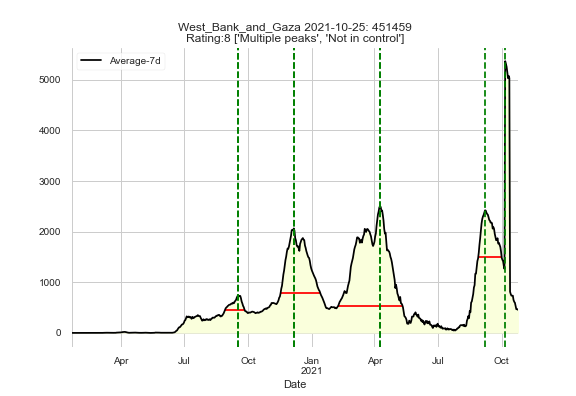 West_Bank_and_Gaza 2021-10-25: 451459
Rating:8 ['Multiple peaks', 'Not in control']
Average-7d
5000
4000
3000
2000
1000
0
Apr
Jul
Oct
Jan
2021
Apr
Jul
Oct
Date